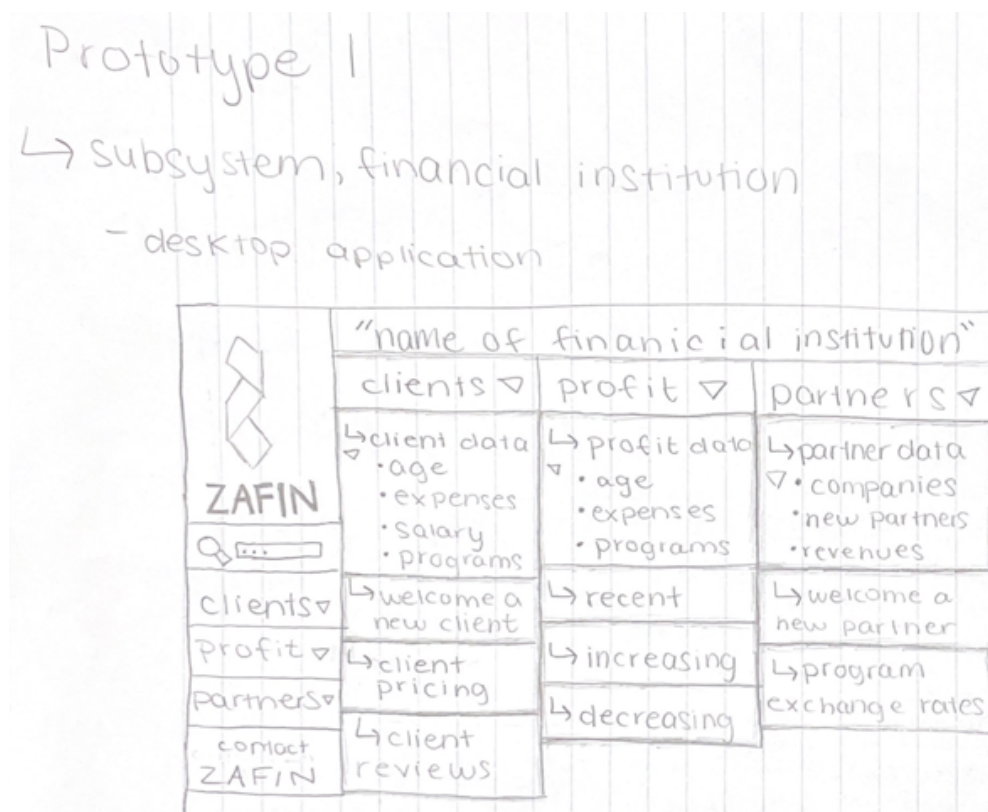 Prototype 1
↳ subsystem, financial institution
- desktop application
"name of finanicial institution"
ZAFIN
...
clients ▽
profit ▽
partners ▽
contact
ZAFIN
clients ▽
↳ client data
▽ • age
• expenses
• salary
• programs
↳ welcome a
new client
↳ client
pricing
↳ client
reviews
profit ▽
↳ profit data
▽ • age
• expenses
• programs
↳ recent
↳ increasing
↳ decreasing
partners ▽
↳ partner data
▽ • companies
• new partners
• revenues
↳ welcome a
new partner
↳ program
exchange rates